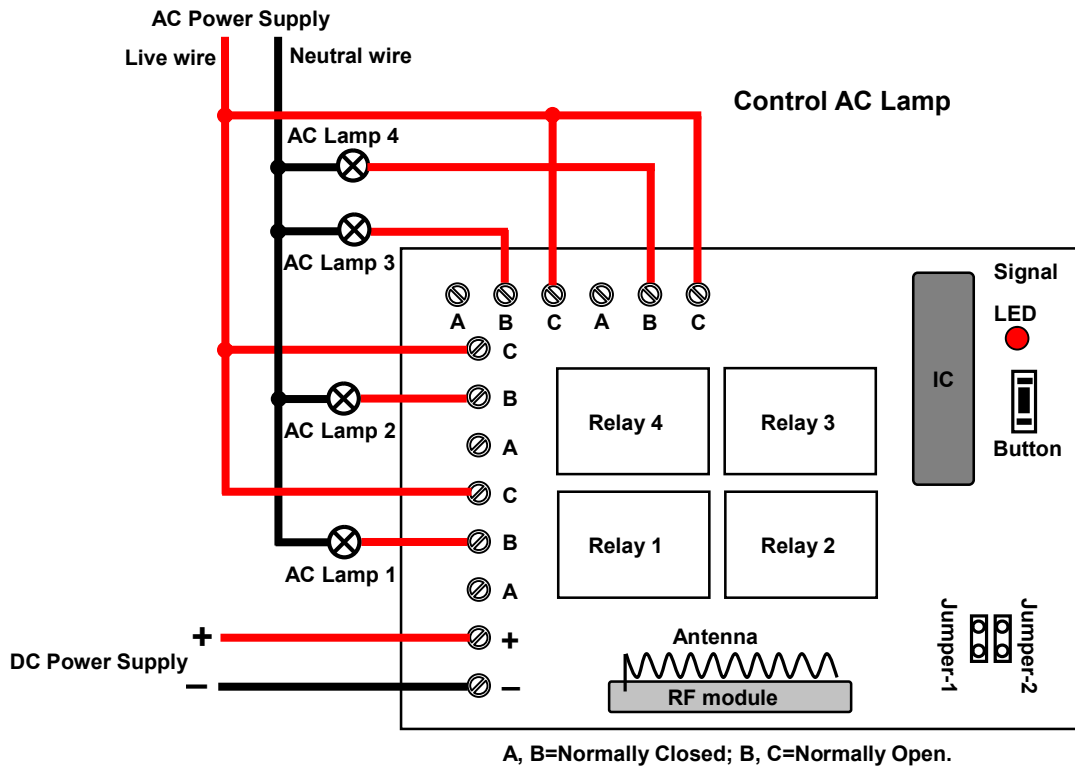 AC Power Supply
Live wire
Neutral wire
Control AC Lamp
AC Lamp 4
AC Lamp 3
Signal
LED
A B C A B C
C
IC
B
AC Lamp 2
Relay 4
Relay 3
A
Button
C
B
Relay 1
Relay 2
AC Lamp 1
A
+ +
DC Power Supply
– –
Antenna
RF module
Jumper-1
Jumper-2
A, B=Normally Closed; B, C=Normally Open.